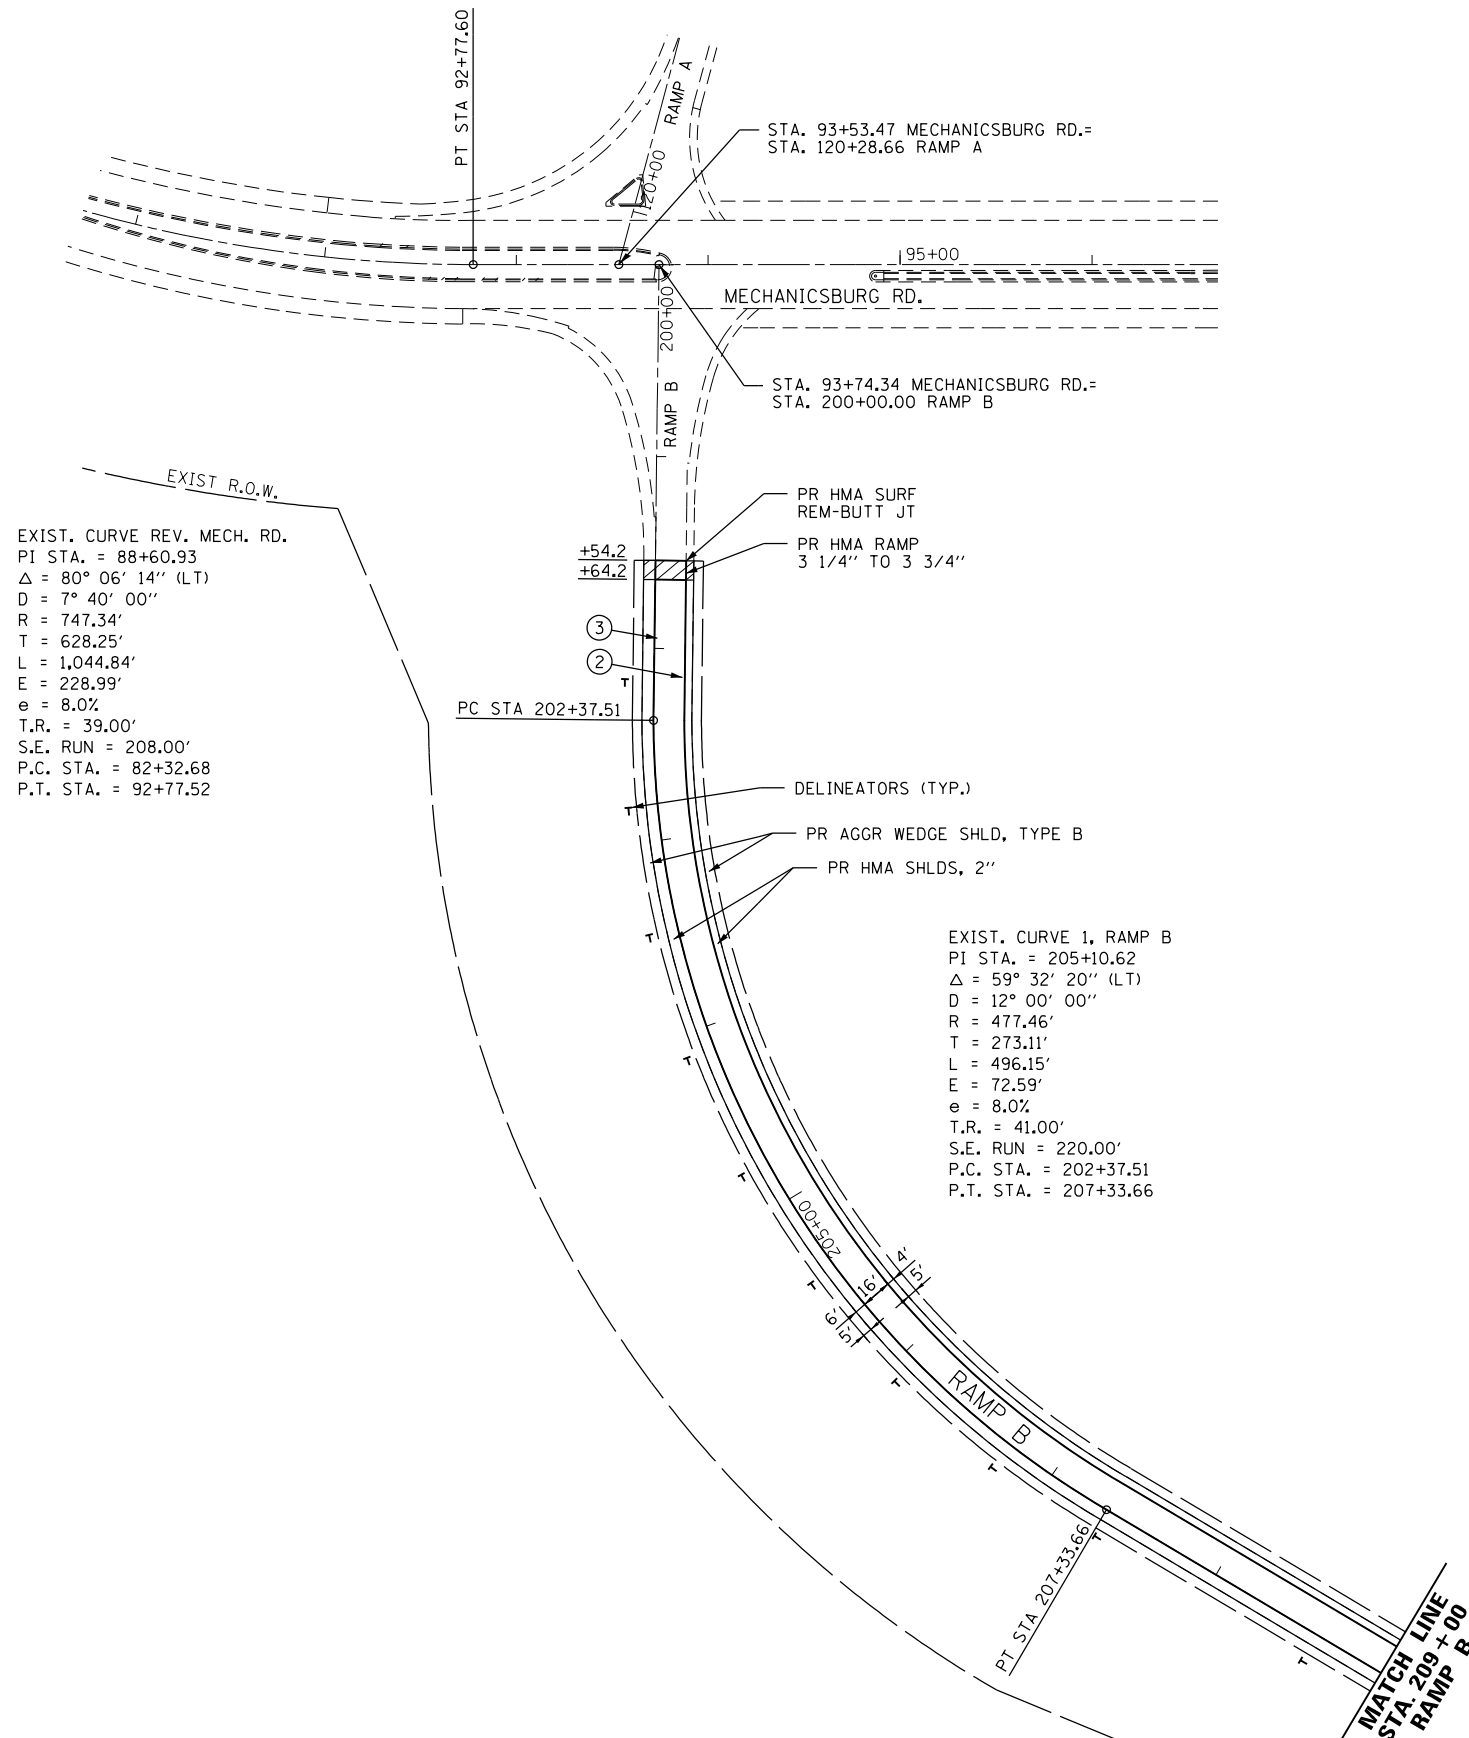 PT STA 92+77.60
RAMP A
120+00
STA. 93+53.47 MECHANICSBURG RD.=
STA. 120+28.66 RAMP A
95+00
MECHANICSBURG RD.
200+00
RAMP B
STA. 93+74.34 MECHANICSBURG RD.=
STA. 200+00.00 RAMP B
EXIST R.O.W.
PR HMA SURF
REM-BUTT JT
EXIST. CURVE REV. MECH. RD.
PI STA. = 88+60.93
Δ = 80° 06' 14" (LT)
D = 7° 40' 00"
R = 747.34'
T = 628.25'
L = 1,044.84'
E = 228.99'
e = 8.0%
T.R. = 39.00'
S.E. RUN = 208.00'
P.C. STA. = 82+32.68
P.T. STA. = 92+77.52
+54.2
+64.2
PR HMA RAMP
3 1/4" TO 3 3/4"
3
2
T
PC STA 202+37.51
DELINEATORS (TYP.)
T
PR AGGR WEDGE SHLD, TYPE B
PR HMA SHLDS, 2"
T
EXIST. CURVE 1, RAMP B
PI STA. = 205+10.62
Δ = 59° 32' 20" (LT)
D = 12° 00' 00"
R = 477.46'
T = 273.11'
L = 496.15'
E = 72.59'
e = 8.0%
T.R. = 41.00'
S.E. RUN = 220.00'
P.C. STA. = 202+37.51
P.T. STA. = 207+33.66
T
T
205+00
T
4'
5'
16'
6'
5'
T
RAMP B
T
T
PT STA 207+33.66
T
MATCH LINE
STA. 209+00
RAMP B